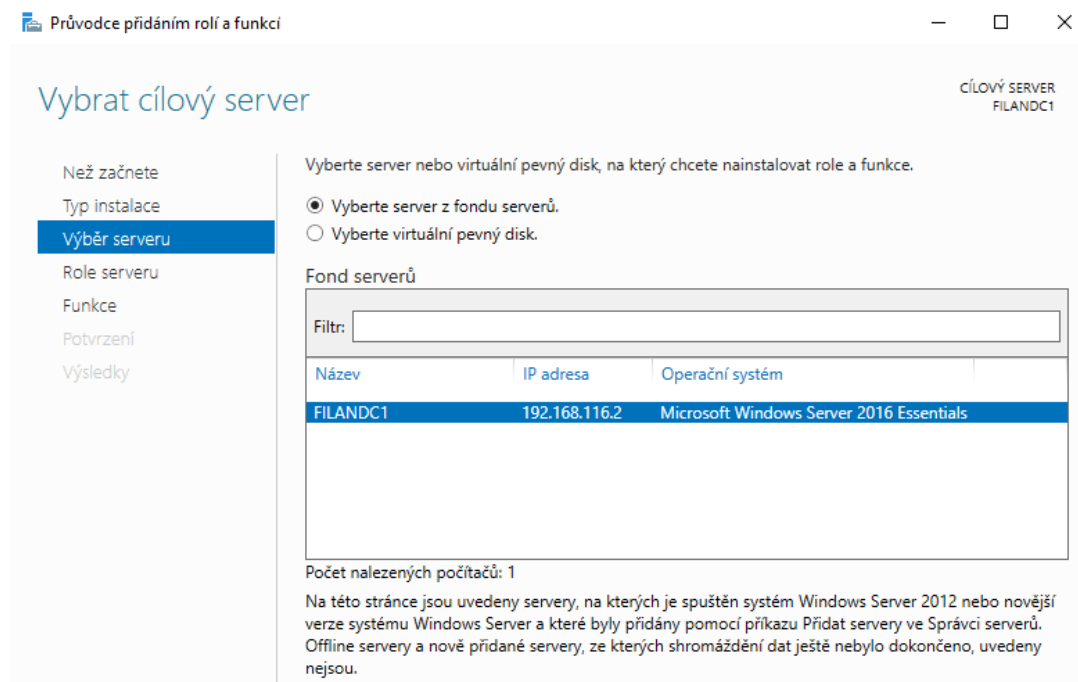 Průvodce přidáním rolí a funkcí
Vybrat cílový server
CÍLOVÝ SERVER
FILANDC1
Než začnete
Typ instalace
Výběr serveru
Role serveru
Funkce
Potvrzení
Výsledky
Vyberte server nebo virtuální pevný disk, na který chcete nainstalovat role a funkce.
Vyberte server z fondu serverů.
Vyberte virtuální pevný disk.
Fond serverů
Filtr:
Název IP adresa Operační systém
FILANDC1 192.168.116.2 Microsoft Windows Server 2016 Essentials
Počet nalezených počítačů: 1
Na této stránce jsou uvedeny servery, na kterých je spuštěn systém Windows Server 2012 nebo novější
verze systému Windows Server a které byly přidány pomocí příkazu Přidat servery ve Správci serverů.
Offline servery a nově přidané servery, ze kterých shromáždění dat ještě nebylo dokončeno, uvedeny
nejsou.